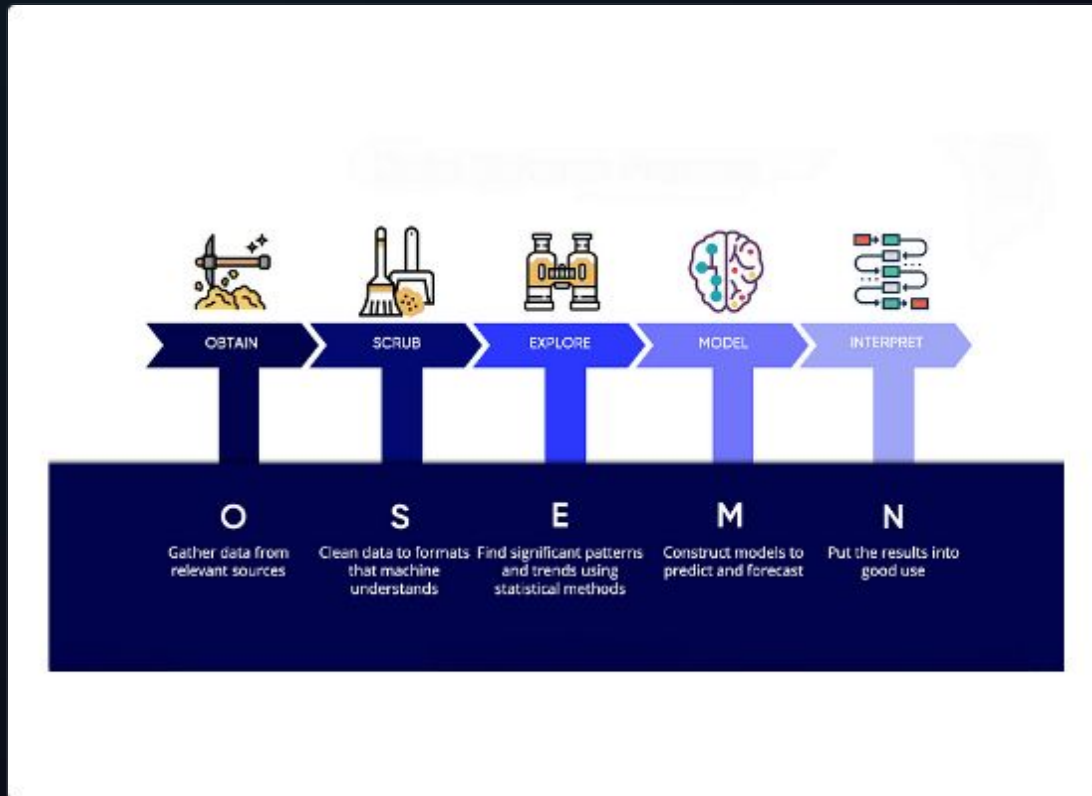 OBTAIN
SCRUB
EXPLORE
MODEL
INTERPRET
O
Gather data from
relevant sources
S
Clean data to formats
that machine
understands
E
Find significant patterns
and trends using
statistical methods
M
Construct models to
predict and forecast
N
Put the results into
good use